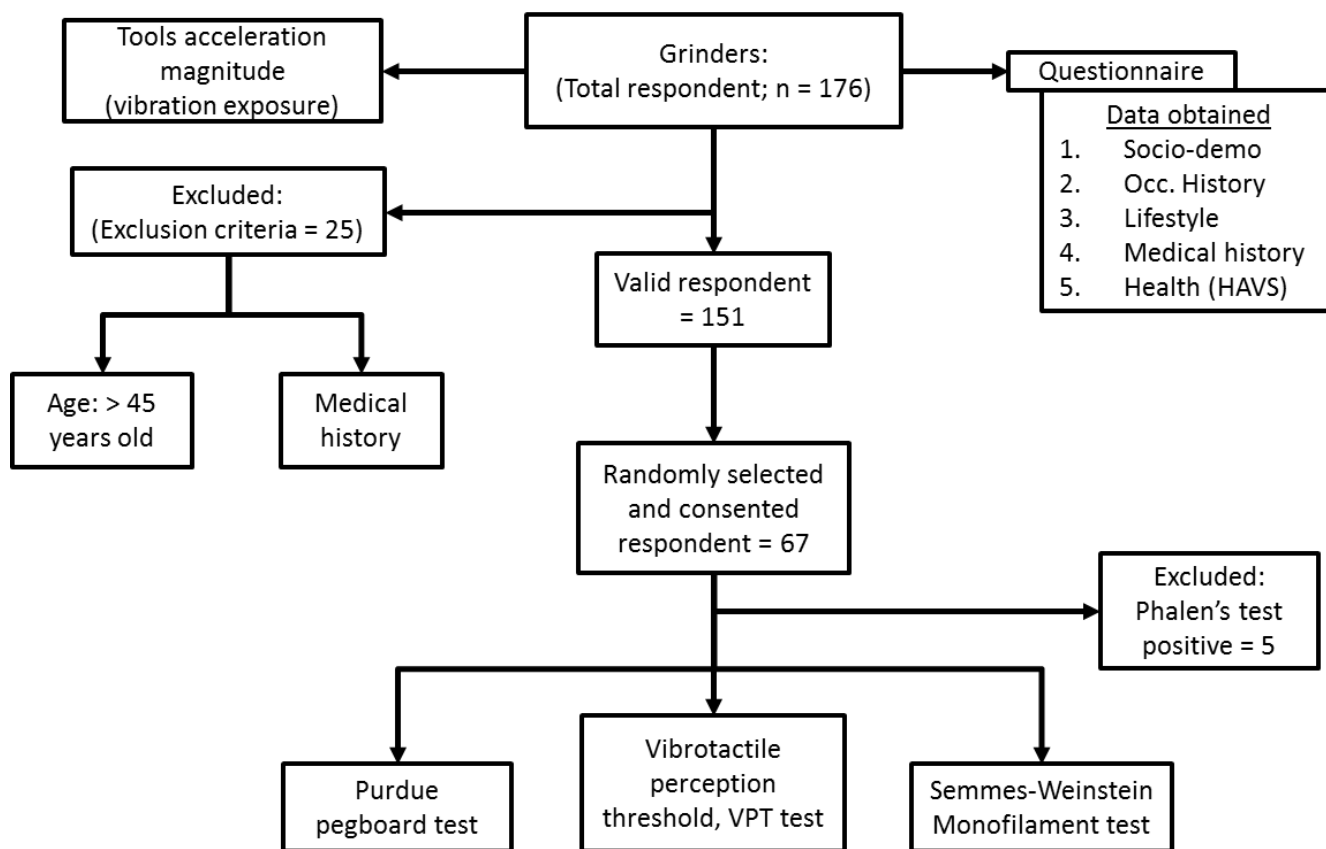 Tools acceleration
magnitude
(vibration exposure)
Grinders:
(Total respondent; n = 176)
Questionnaire
Data obtained
1. Socio-demo
2. Occ. History
3. Lifestyle
4. Medical history
5. Health (HAVS)
Excluded:
(Exclusion criteria = 25)
Valid respondent
= 151
Age: > 45
years old
Medical
history
Randomly selected
and consented
respondent = 67
Excluded:
Phalen’s test
positive = 5
Purdue
pegboard test
Vibrotactile
perception
threshold, VPT test
Semmes-Weinstein
Monofilament test